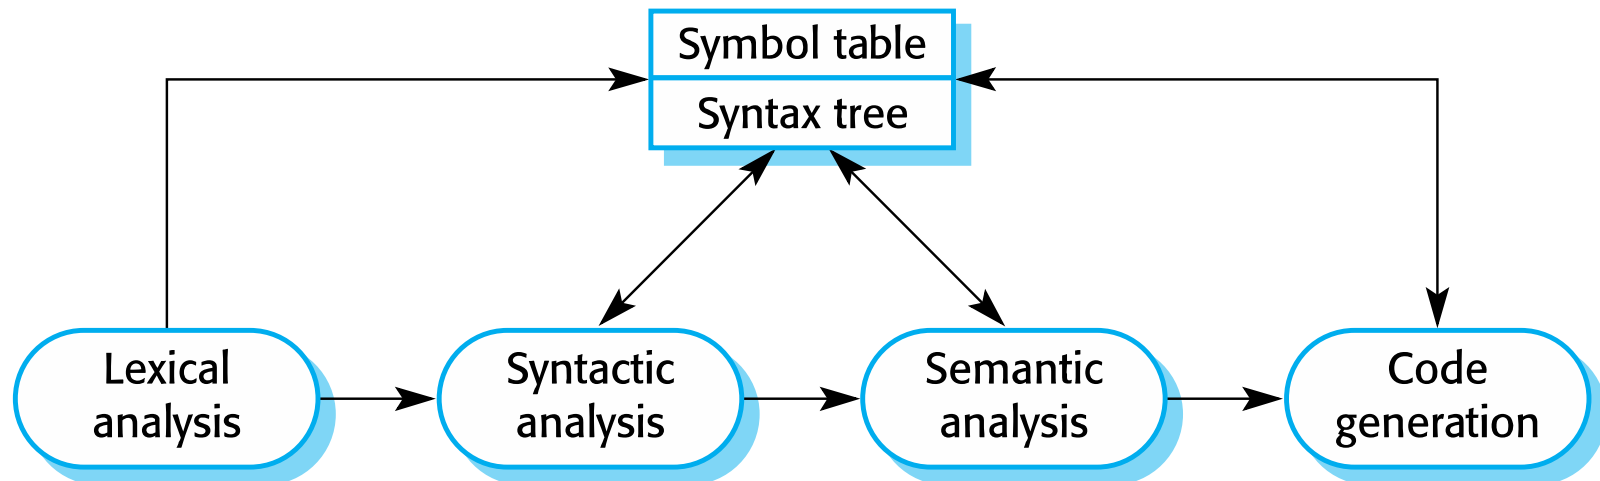 Symbol table
Syntax tree
Lexical
analysis
Syntactic
analysis
Semantic
analysis
Code
generation